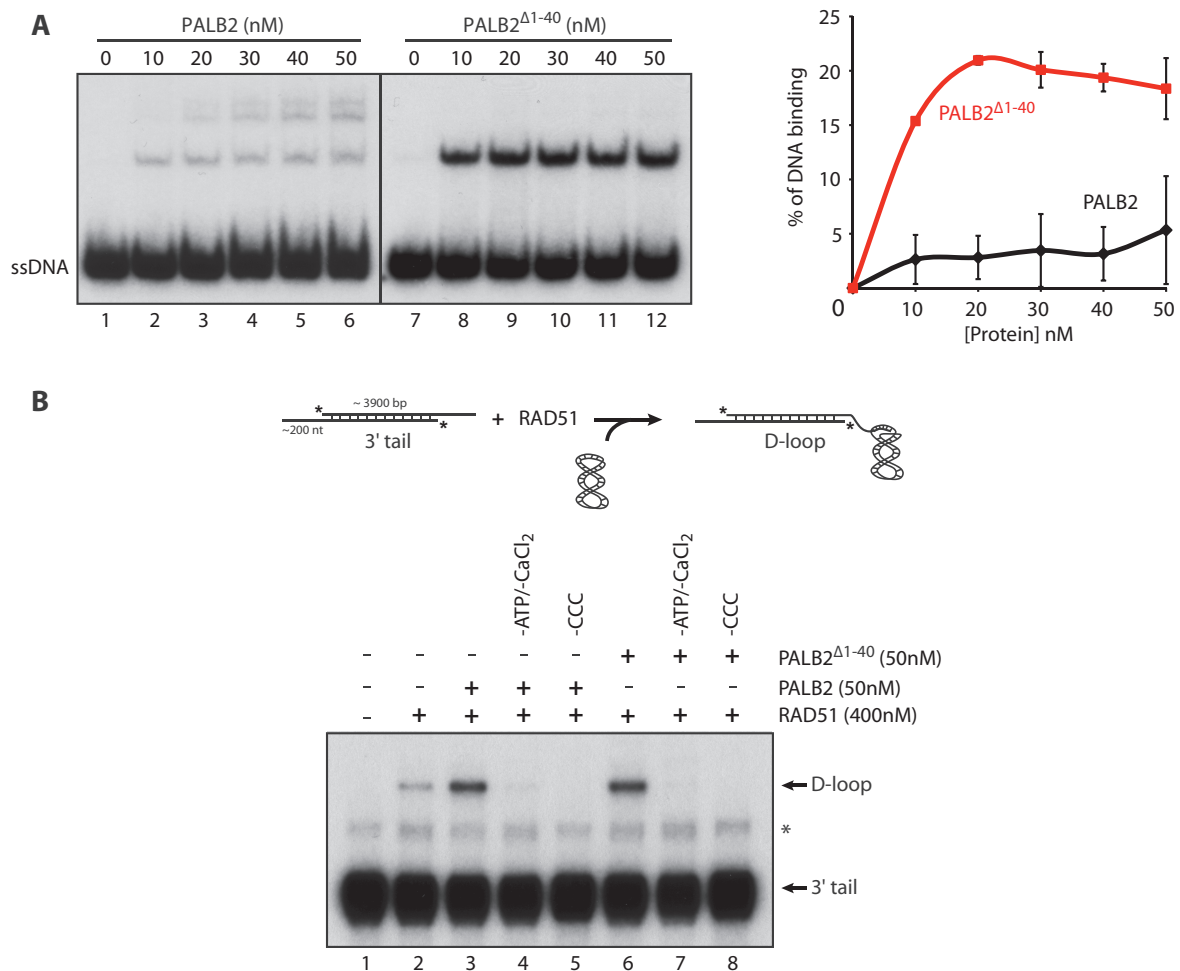 A
PALB2 (nM)
PALB2Δ1-40 (nM)
0 10 20 30 40 50 0 10 20 30 40 50
ssDNA
1 2 3 4 5 6 7 8 9 10 11 12
% of DNA binding
25
20
15
10
5
0
10 20 30 40 50
[Protein] nM
PALB2Δ1-40
PALB2
B
* ~ 3900 bp
~200 nt
*
3' tail
+ RAD51
*
*
D-loop
-ATP/-CaCl2
-CCC
-ATP/-CaCl2
-CCC
– – – – – + + + PALB2Δ1-40 (50nM)
– – + + + – – – PALB2 (50nM)
– + + + + + + + RAD51 (400nM)
D-loop
*
3' tail
1 2 3 4 5 6 7 8